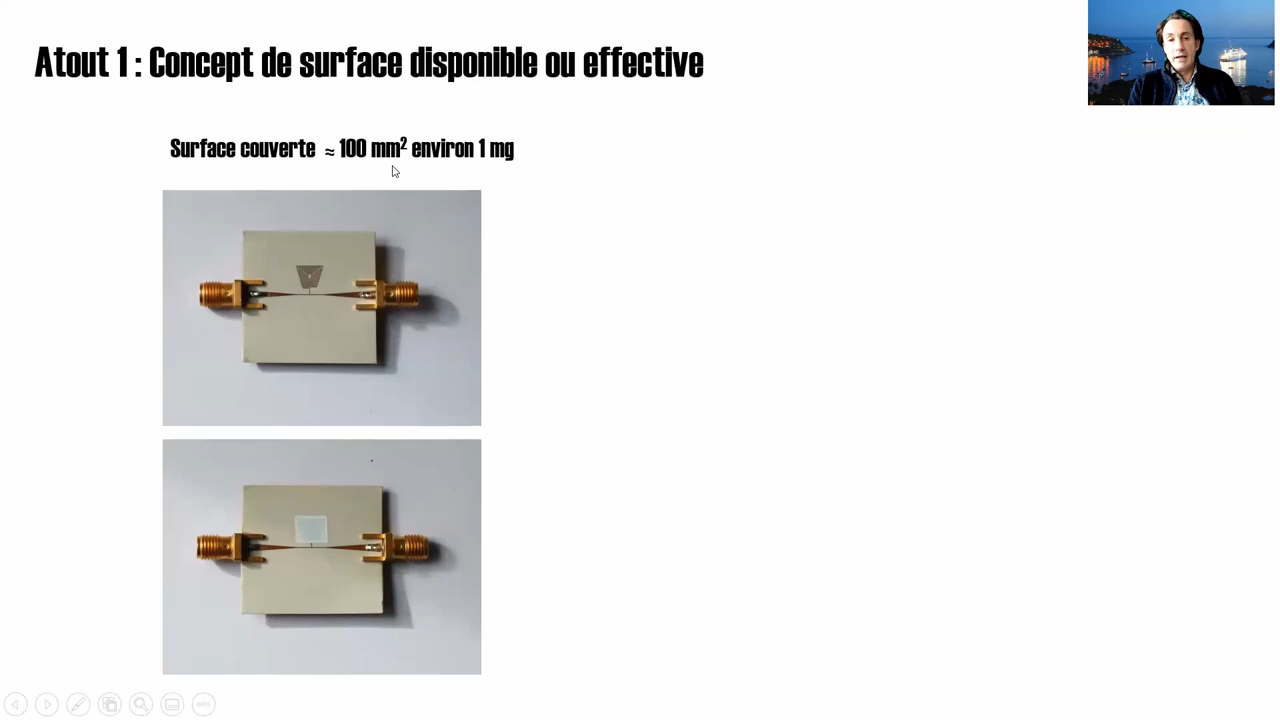 Atout 1 : Concept de surface disponible ou effective
Surface couverte ≈ 100 mm² environ 1 mg